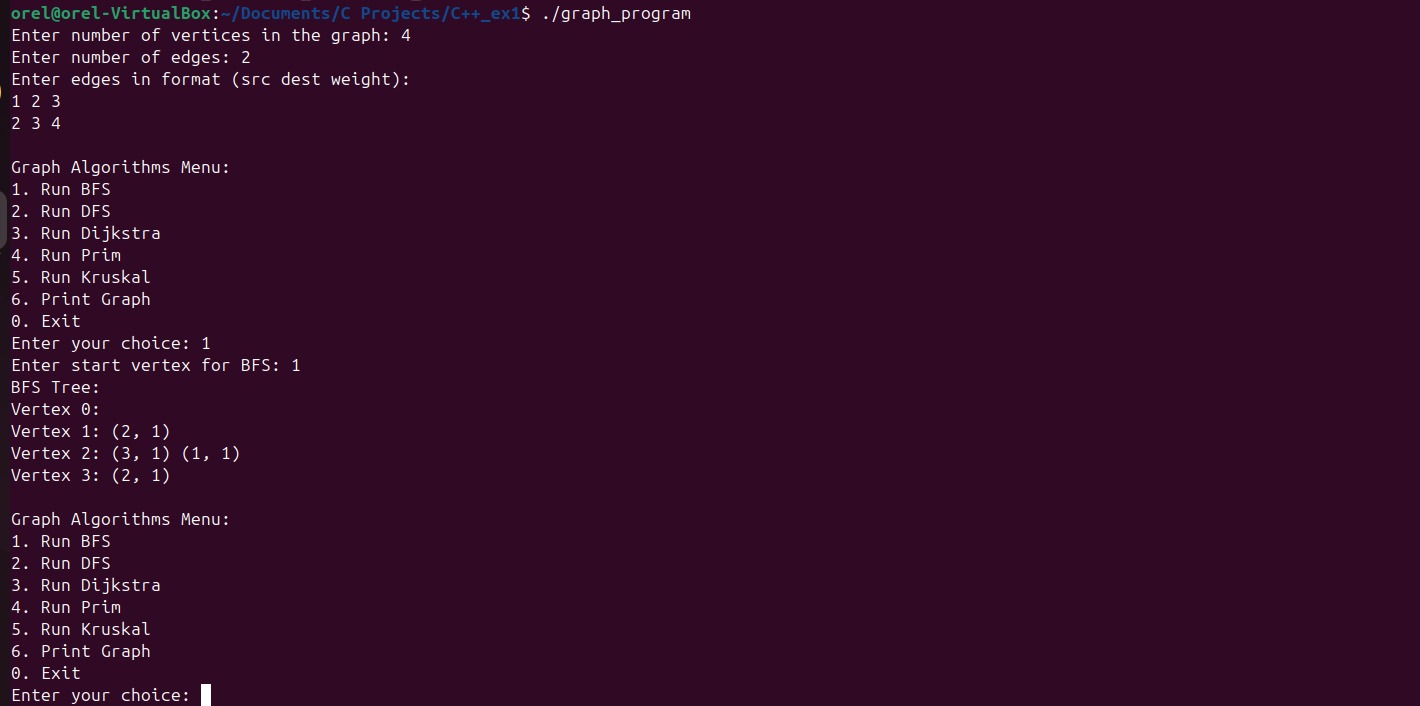 orel@orel-VirtualBox:~/Documents/C Projects/C++_ex1$ ./graph_program
Enter number of vertices in the graph: 4
Enter number of edges: 2
Enter edges in format (src dest weight):
1 2 3
2 3 4
Graph Algorithms Menu:
1. Run BFS
2. Run DFS
3. Run Dijkstra
4. Run Prim
5. Run Kruskal
6. Print Graph
0. Exit
Enter your choice: 1
Enter start vertex for BFS: 1
BFS Tree:
Vertex 0:
Vertex 1: (2, 1)
Vertex 2: (3, 1) (1, 1)
Vertex 3: (2, 1)
Graph Algorithms Menu:
1. Run BFS
2. Run DFS
3. Run Dijkstra
4. Run Prim
5. Run Kruskal
6. Print Graph
0. Exit
Enter your choice: